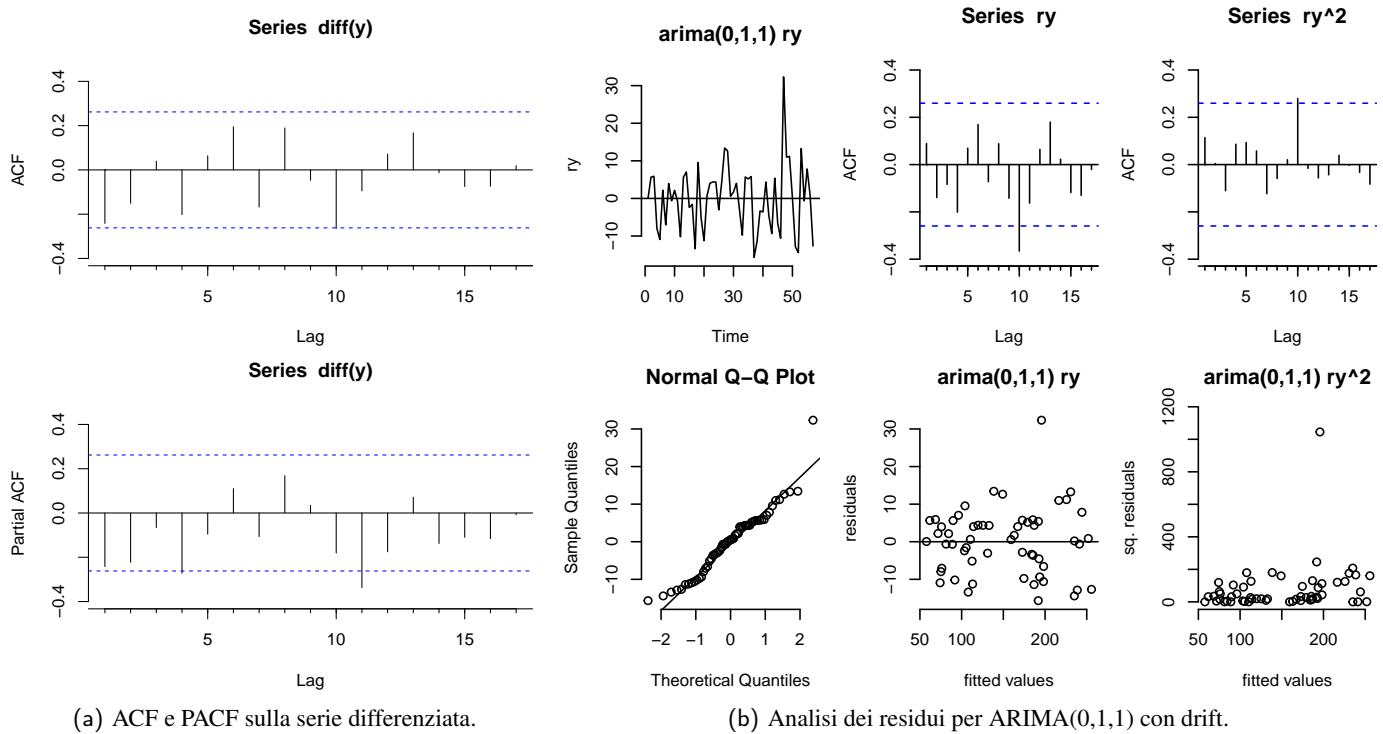 Series diff(y)
ACF
−0.4 0.0 0.2 0.4
5 10 15
Lag
Series diff(y)
Partial ACF
−0.4 0.0 0.2 0.4
5 10 15
Lag
(a) ACF e PACF sulla serie differenziata.
arima(0,1,1) ry
ry
−10 0 10 20 30
0 10 30 50
Time
Series ry
ACF
−0.4 0.0 0.2 0.4
5 10 15
Lag
Series ry^2
ACF
−0.4 0.0 0.2 0.4
5 10 15
Lag
Normal Q−Q Plot
Sample Quantiles
−10 0 10 20 30
−2 −1 0 1 2
Theoretical Quantiles
arima(0,1,1) ry
residuals
−10 0 10 20 30
50 100 200
fitted values
arima(0,1,1) ry^2
sq. residuals
0 400 800 1200
50 100 200
fitted values
(b) Analisi dei residui per ARIMA(0,1,1) con drift.